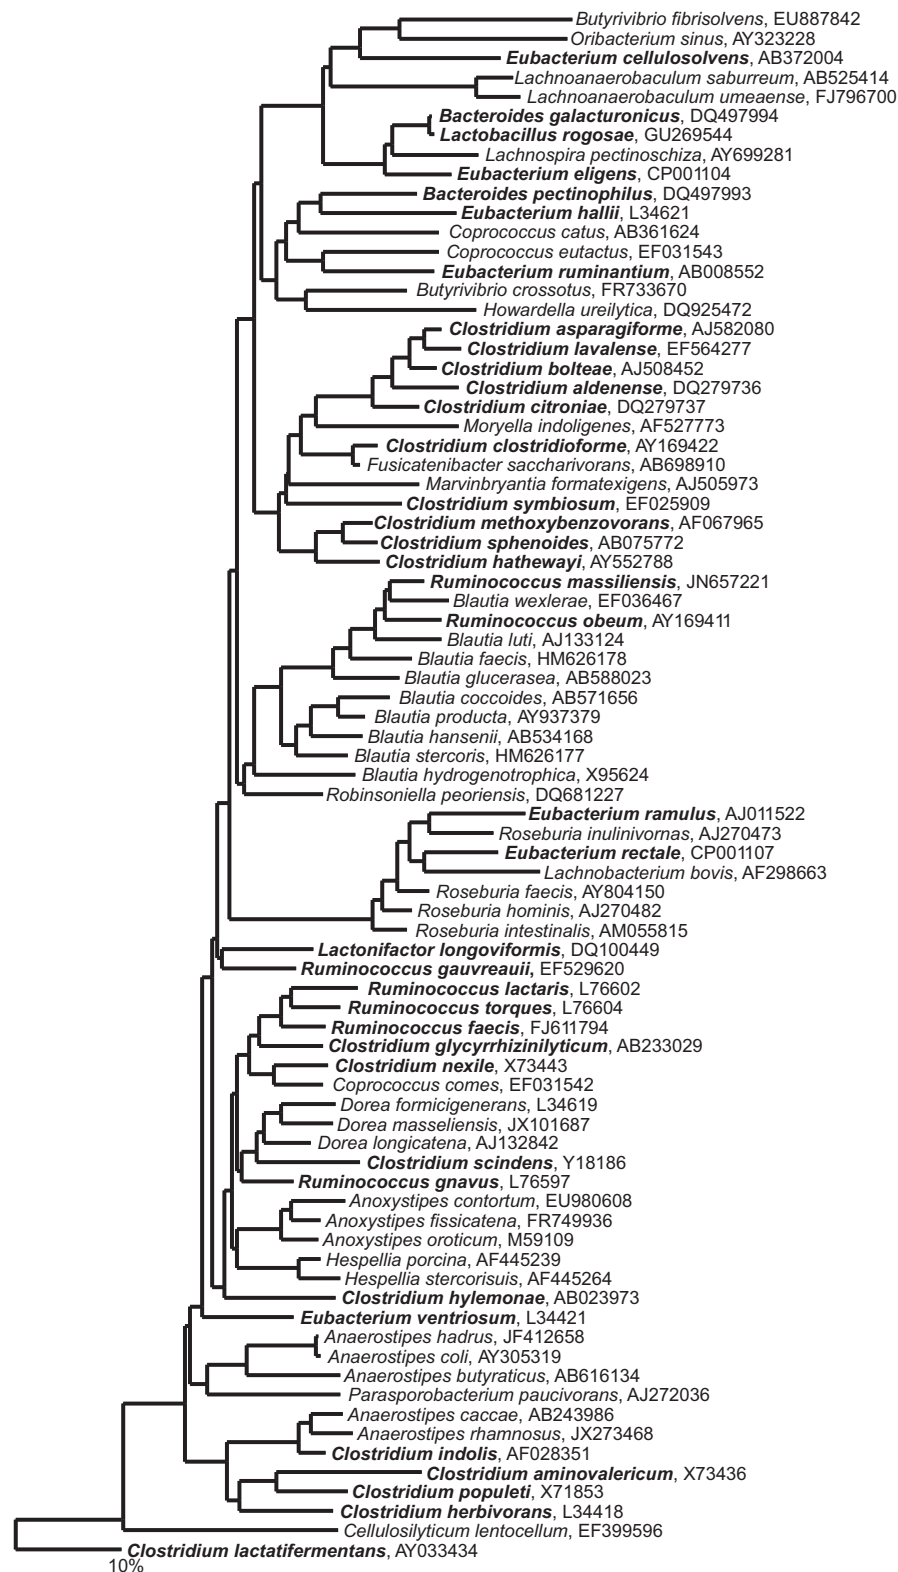 Butyrivibrio fibrisolvens, EU887842
Oribacterium sinus, AY323228
Eubacterium cellulosolvens, AB372004
Lachnoanaerobaculum saburreum, AB525414
Lachnoanaerobaculum umeaense, FJ796700
Bacteroides galacturonicus, DQ497994
Lactobacillus rogosae, GU269544
Lachnospira pectinoschiza, AY699281
Eubacterium eligens, CP001104
Bacteroides pectinophilus, DQ497993
Eubacterium hallii, L34621
Coprococcus catus, AB361624
Coprococcus eutactus, EF031543
Eubacterium ruminantium, AB008552
Butyrivibrio crossotus, FR733670
Howardella ureilytica, DQ925472
Clostridium asparagiforme, AJ582080
Clostridium lavalense, EF564277
Clostridium bolteae, AJ508452
Clostridium aldenense, DQ279736
Clostridium citroniae, DQ279737
Moryella indoligenes, AF527773
Clostridium clostridioforme, AY169422
Fusicatenibacter saccharivorans, AB698910
Marvinbryantia formatexigens, AJ505973
Clostridium symbiosum, EF025909
Clostridium methoxybenzovorans, AF067965
Clostridium sphenoides, AB075772
Clostridium hathewayi, AY552788
Ruminococcus massiliensis, JN657221
Blautia wexlerae, EF036467
Ruminococcus obeum, AY169411
Blautia luti, AJ133124
Blautia faecis, HM626178
Blautia glucerasea, AB588023
Blautia coccoides, AB571656
Blautia producta, AY937379
Blautia hansenii, AB534168
Blautia stercoris, HM626177
Blautia hydrogenotrophica, X95624
Robinsoniella peoriensis, DQ681227
Eubacterium ramulus, AJ011522
Roseburia inulinivornas, AJ270473
Eubacterium rectale, CP001107
Lachnobacterium bovis, AF298663
Roseburia faecis, AY804150
Roseburia hominis, AJ270482
Roseburia intestinalis, AM055815
Lactonifactor longoviformis, DQ100449
Ruminococcus gauvreauii, EF529620
Ruminococcus lactaris, L76602
Ruminococcus torques, L76604
Ruminococcus faecis, FJ611794
Clostridium glycyrrhizinilyticum, AB233029
Clostridium nexile, X73443
Coprococcus comes, EF031542
Dorea formicigenerans, L34619
Dorea masseliensis, JX101687
Dorea longicatena, AJ132842
Clostridium scindens, Y18186
Ruminococcus gnavus, L76597
Anoxystipes contortum, EU980608
Anoxystipes fissicatena, FR749936
Anoxystipes oroticum, M59109
Hespellia porcina, AF445239
Hespellia stercorisuis, AF445264
Clostridium hylemonae, AB023973
Eubacterium ventriosum, L34421
Anaerostipes hadrus, JF412658
Anaerostipes coli, AY305319
Anaerostipes butyraticus, AB616134
Parasporobacterium paucivorans, AJ272036
Anaerostipes caccae, AB243986
Anaerostipes rhamnosus, JX273468
Clostridium indolis, AF028351
Clostridium aminovalericum, X73436
Clostridium populeti, X71853
Clostridium herbivorans, L34418
Cellulosilyticum lentocellum, EF399596
Clostridium lactatifermentans, AY033434
10%